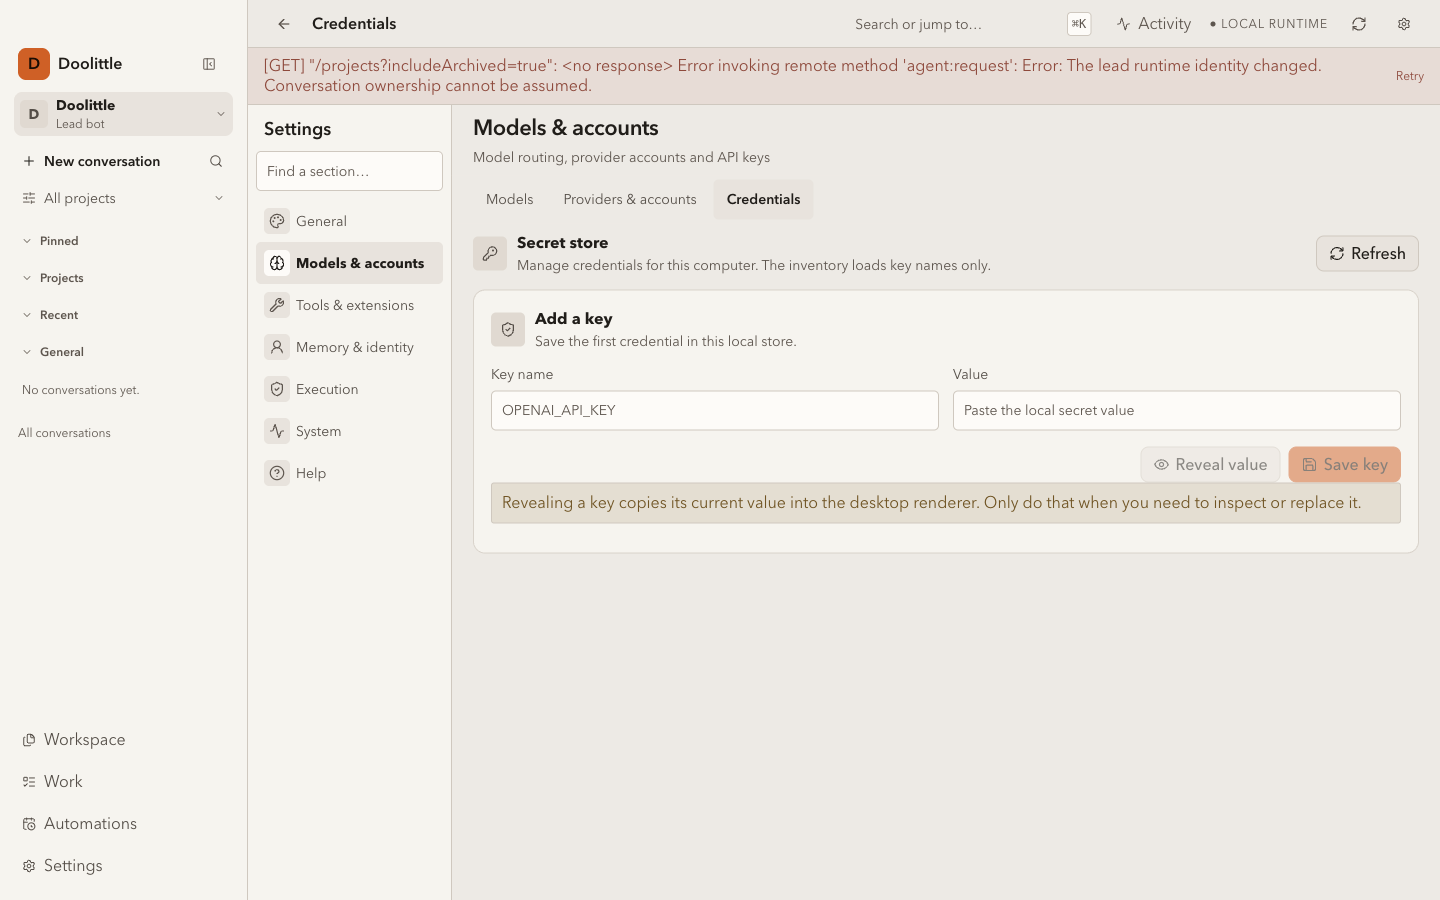 Credentials
Search or jump to…
⌘K
Activity
LOCAL RUNTIME
D
Doolittle
D
Doolittle
Lead bot
New conversation
All projects
Pinned
Projects
Recent
General
No conversations yet.
All conversations
Workspace
Work
Automations
Settings
[GET] "/projects?includeArchived=true": <no response> Error invoking remote method 'agent:request': Error: The lead runtime identity changed.
Conversation ownership cannot be assumed.
Retry
Settings
Find a section…
General
Models & accounts
Tools & extensions
Memory & identity
Execution
System
Help
Models & accounts
Model routing, provider accounts and API keys
Models
Providers & accounts
Credentials
Secret store
Manage credentials for this computer. The inventory loads key names only.
Refresh
Add a key
Save the first credential in this local store.
Key name
Value
OPENAI_API_KEY
Paste the local secret value
Reveal value
Save key
Revealing a key copies its current value into the desktop renderer. Only do that when you need to inspect or replace it.